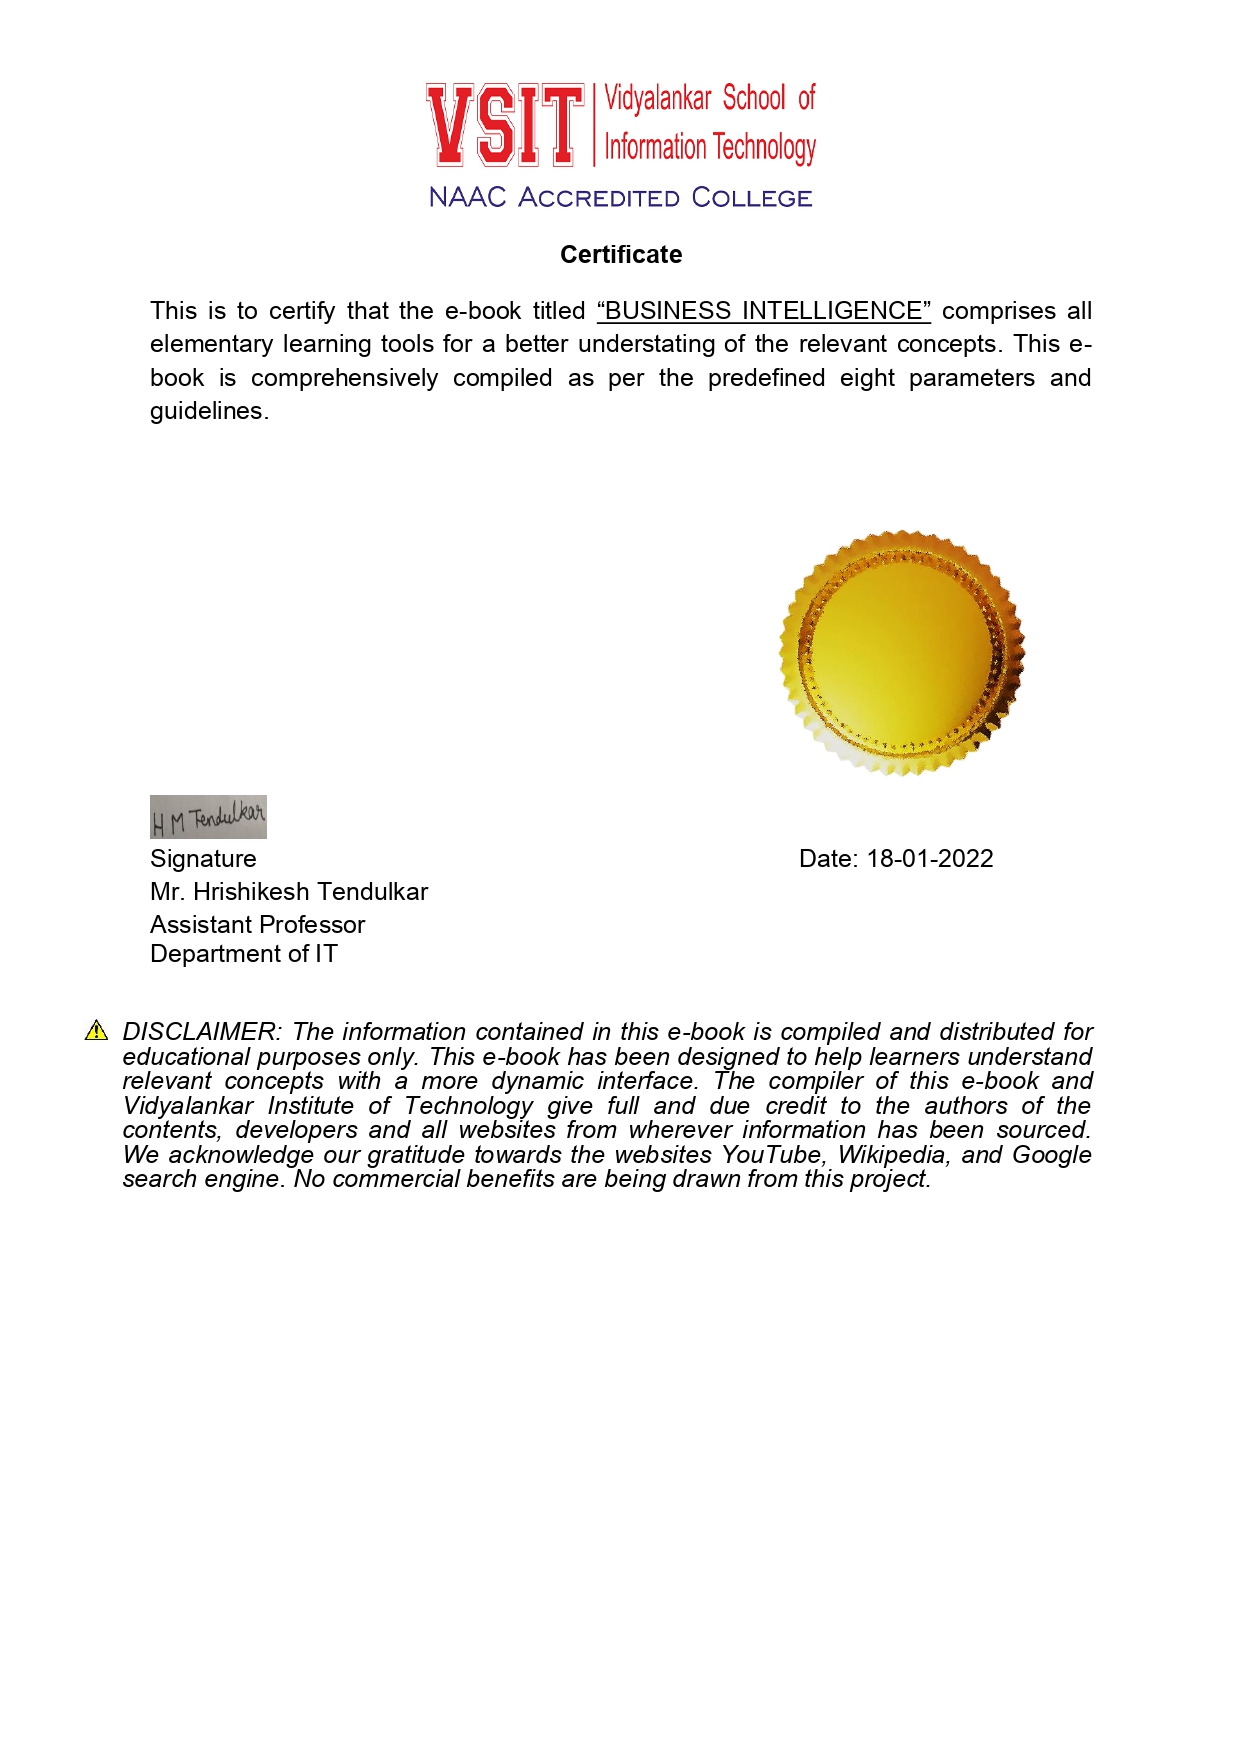 VSIT
Vidyalankar School of
Information Technology
NAAC ACCREDITED COLLEGE
Certificate
This is to certify that the e-book titled “BUSINESS INTELLIGENCE” comprises all
elementary learning tools for a better understating of the relevant concepts. This e-
book is comprehensively compiled as per the predefined eight parameters and
guidelines.
H M Tendulkar
Signature
Date: 18-01-2022
Mr. Hrishikesh Tendulkar
Assistant Professor
Department of IT
DISCLAIMER: The information contained in this e-book is compiled and distributed for
educational purposes only. This e-book has been designed to help learners understand
relevant concepts with a more dynamic interface. The compiler of this e-book and
Vidyalankar Institute of Technology give full and due credit to the authors of the
contents, developers and all websites from wherever information has been sourced.
We acknowledge our gratitude towards the websites YouTube, Wikipedia, and Google
search engine. No commercial benefits are being drawn from this project.